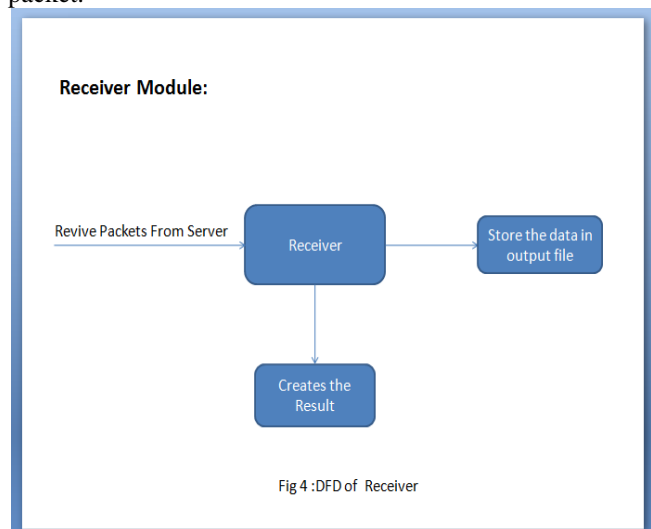 packet.
Receiver Module:
Revive Packets From Server
Receiver
Store the data in
output file
Creates the
Result
Fig 4 :DFD of Receiver